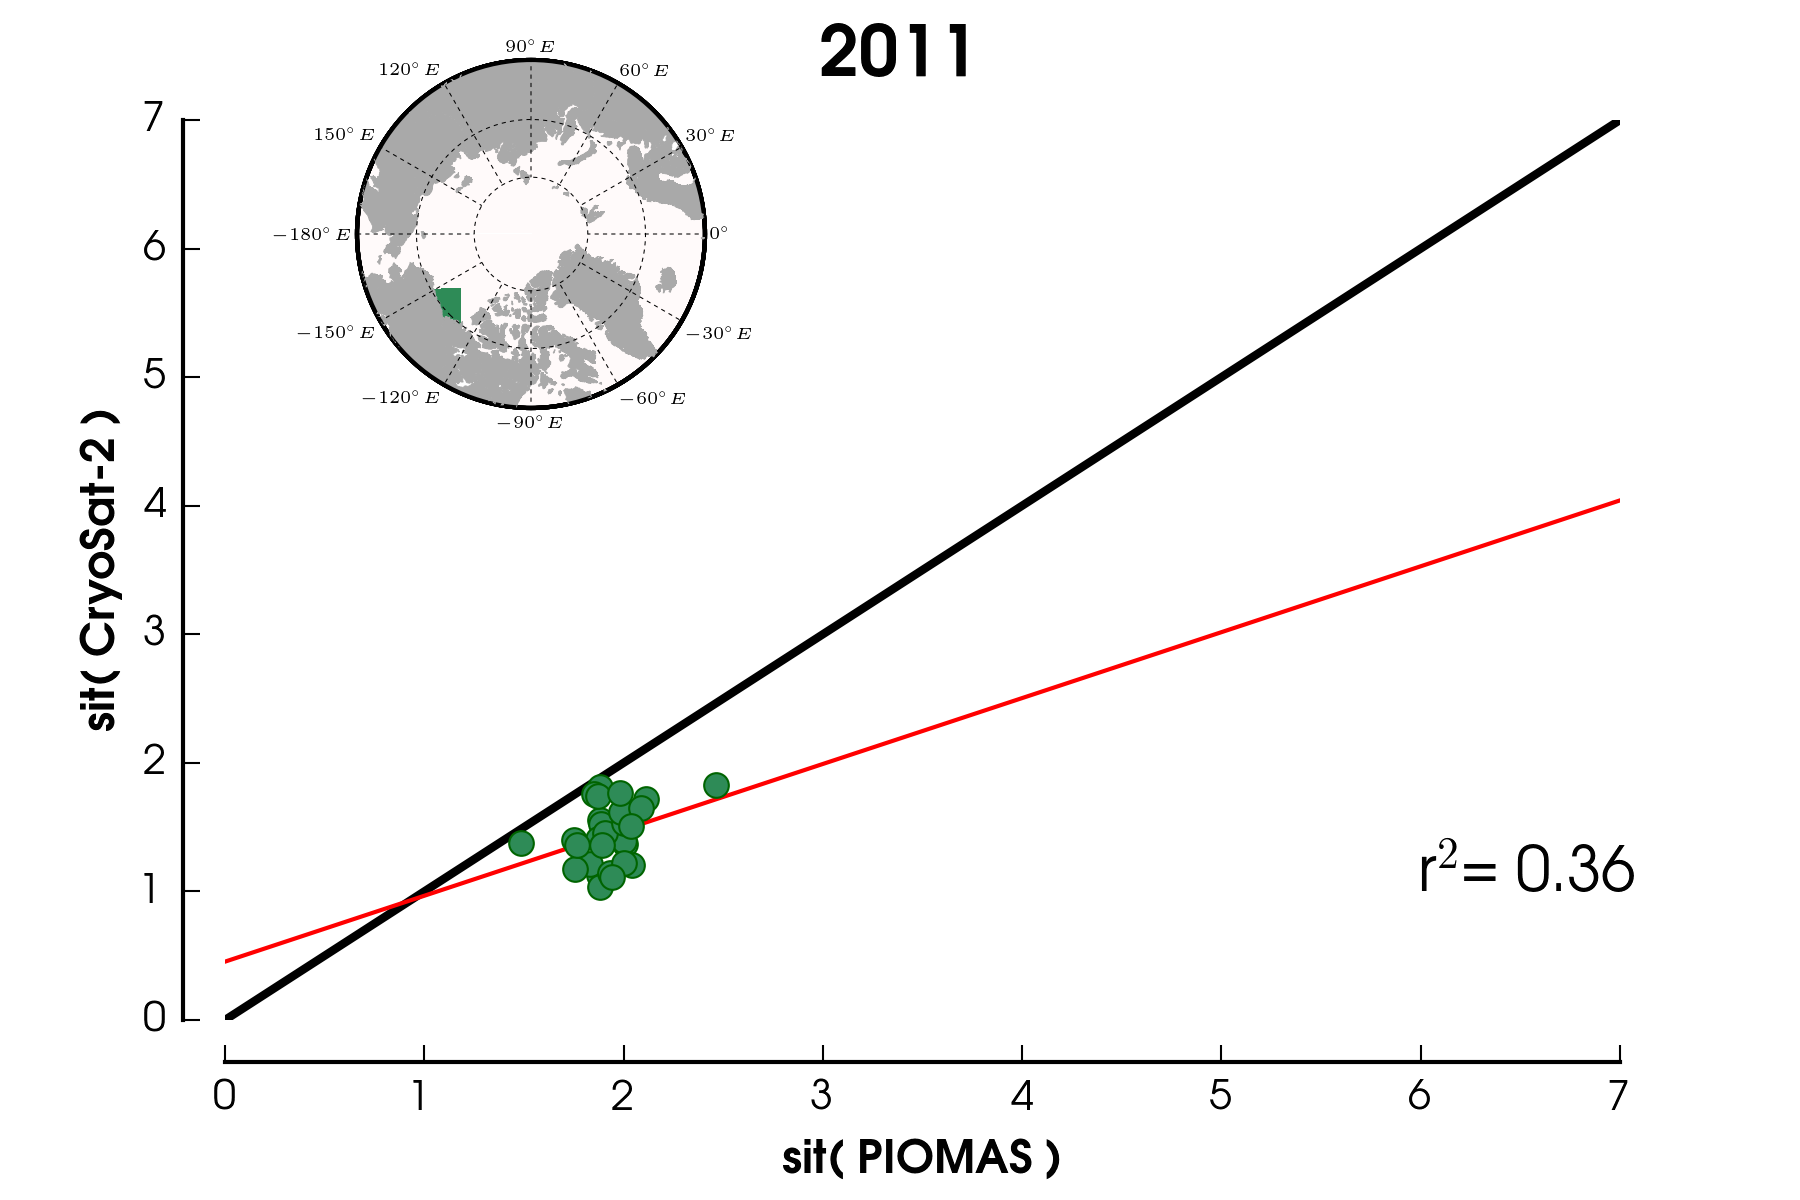 2011
90° E
120° E
60° E
150° E
30° E
−180° E
0°
−150° E
−30° E
−120° E
−60° E
−90° E
7
6
5
4
3
2
1
0
sit( CryoSat-2 )
r²= 0.36
0 1 2 3 4 5 6 7
sit( PIOMAS )